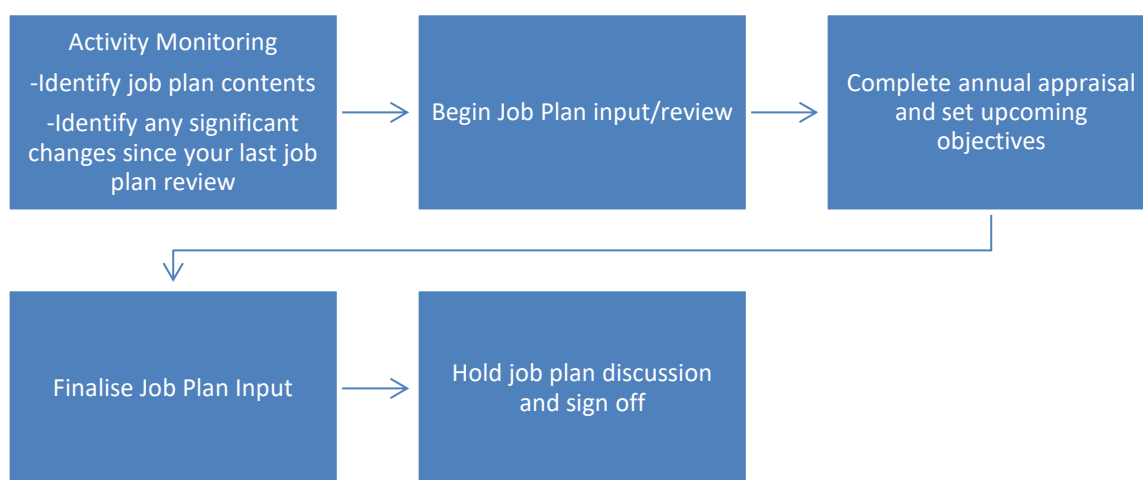 Activity Monitoring
-Identify job plan contents
-Identify any significant
changes since your last job
plan review
Begin Job Plan input/review
Complete annual appraisal
and set upcoming
objectives
Finalise Job Plan Input
Hold job plan discussion
and sign off